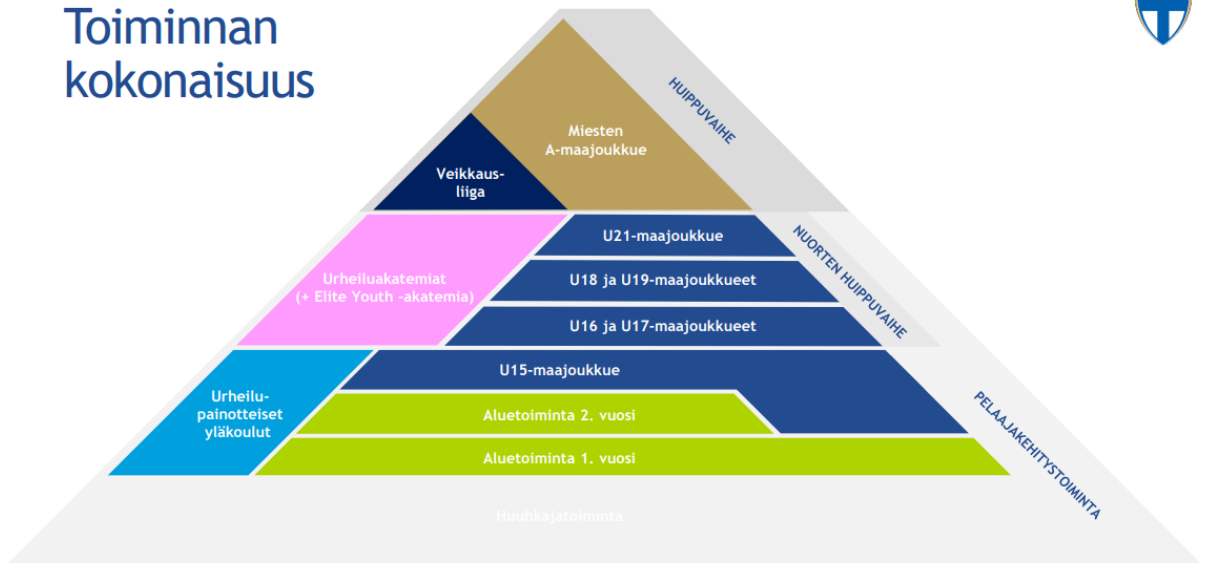 Toiminnan
kokonaisuus
HUIPPUVAIHE
Miesten
A-maajoukkue
Veikkaus-
liiga
U21-maajoukkue
NUORTEN HUIPPUVAIHE
Urheiluakatemiat
(+ Elite Youth -akatemia)
U18 ja U19-maajoukkueet
U16 ja U17-maajoukkueet
U15-maajoukkue
Urheilu-
painotteiset
yläkoulut
Aluetoiminta 2. vuosi
PELAAJAKEHITYSTOIMINTA
Aluetoiminta 1. vuosi
Huuhkajatoiminta